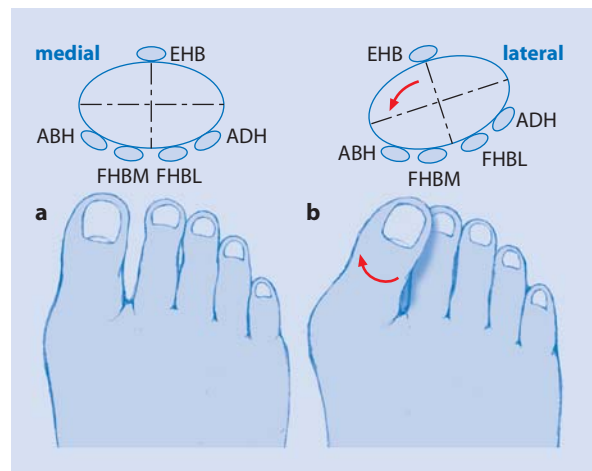 medial
EHB
ABH
ADH
FHBM FHBL
a
EHB
lateral
ADH
ABH
FHBL
FHBM
b